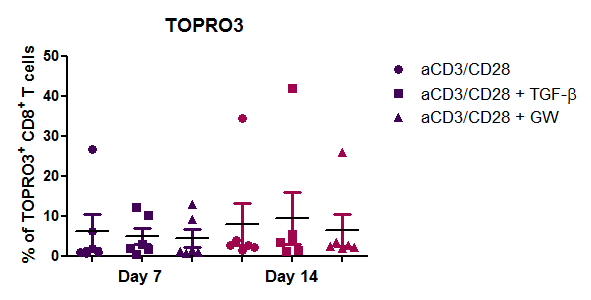 TOPRO3
% of TOPRO3⁺ CD8⁺ T cells
50
40
30
20
10
0
Day 7
Day 14
aCD3/CD28
aCD3/CD28 + TGF-β
aCD3/CD28 + GW